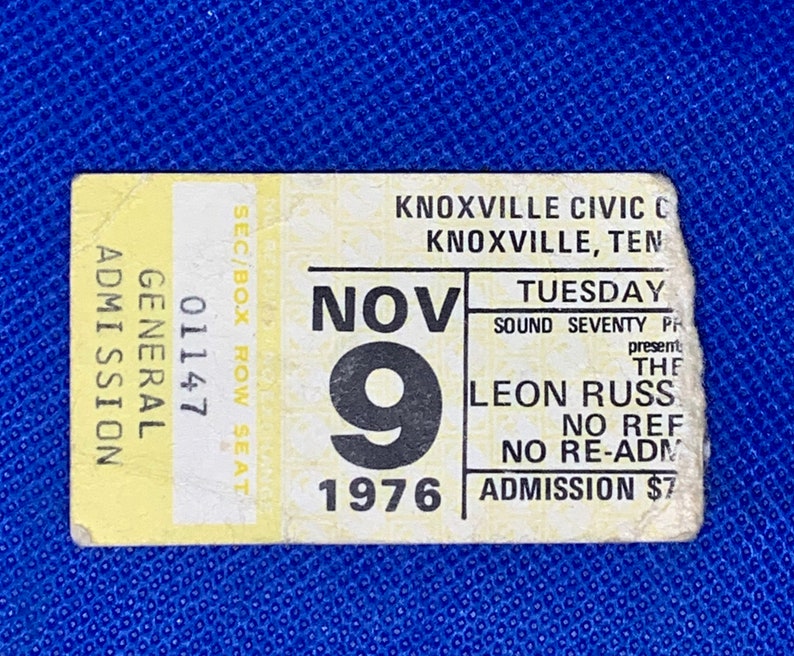 GENERAL
ADMISSION
01147
SEC/BOX ROW SEAT
KNOXVILLE CIVIC C
KNOXVILLE, TEN
NOV
9
1976
TUESDAY
SOUND SEVENTY PR
present
THE
LEON RUSS
NO REF
NO RE-ADM
ADMISSION $7